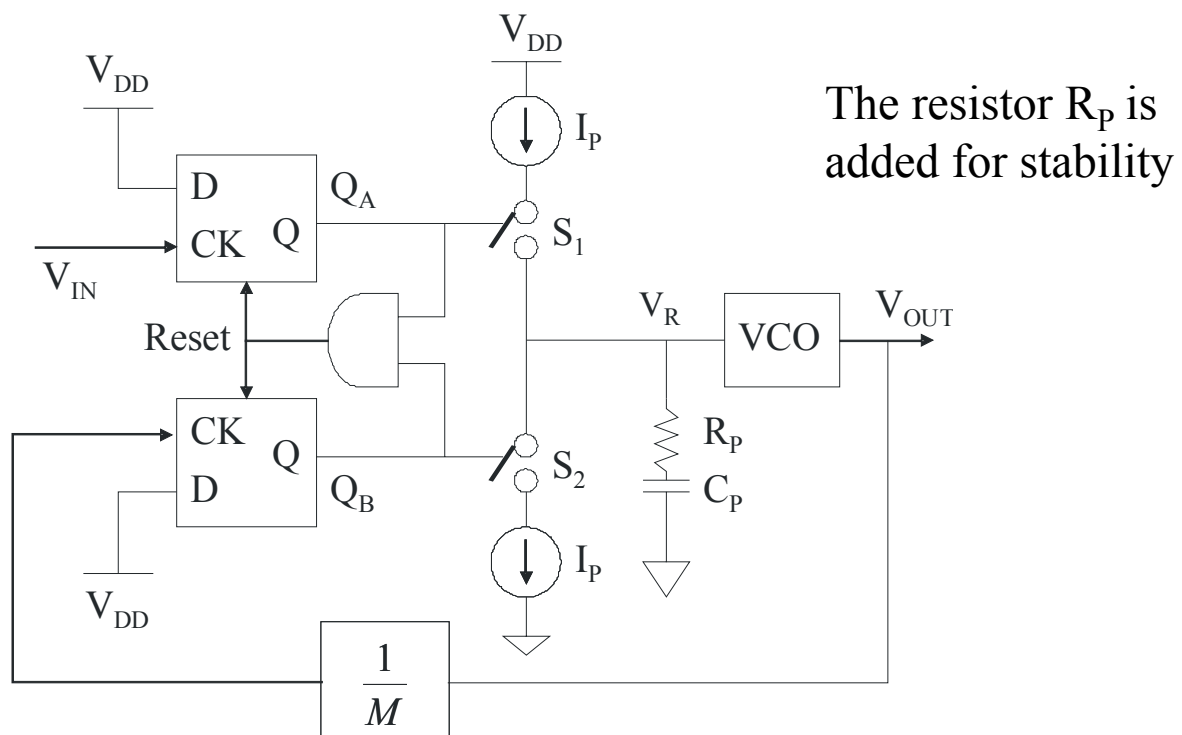 V_DD
The resistor R_P is
added for stability
V_DD
I_P
D
Q_A
CK
Q
S_1
V_IN
V_R
VCO
V_OUT
Reset
CK
Q
S_2
R_P
D
Q_B
C_P
I_P
V_DD
1
M